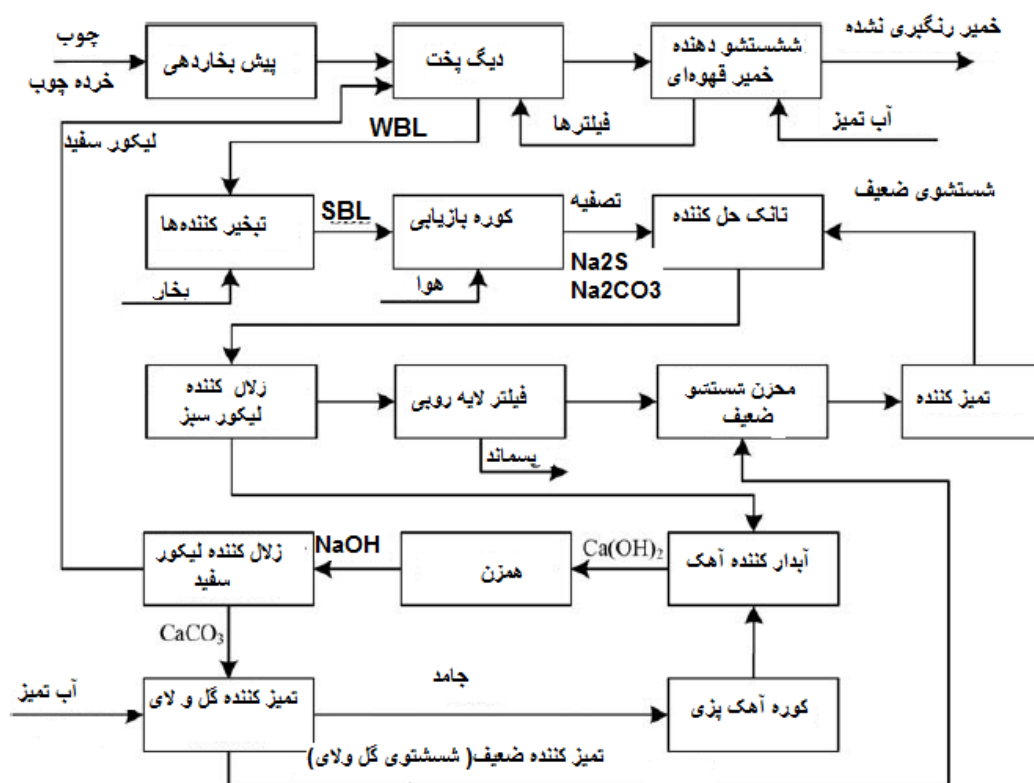 چوب
خرده چوب
پیش بخاردهی
دیگ پخت
ششستشو دهنده
خمیر قهوه‌ای
خمیر رنگبری نشده
آب تمیز
فیلترها
WBL
لیکور سفید
تبخیر کننده‌ها
SBL
کوره بازیابی
تصفیه
تانک حل کننده
شستشوی ضعیف
بخار
هوا
Na2S
Na2CO3
زلال کننده
لیکور سبز
فیلتر لایه روبی
محزن شستشو
ضعیف
تمیز کننده
پسماند
زلال کننده لیکور
سفید
NaOH
همزن
Ca(OH)₂
آبدار کننده آهک
CaCO₃
آب تمیز
تمیز کننده گل و لای
جامد
کوره آهک پزی
تمیز کننده ضعیف( شسشتوی گل ولای)